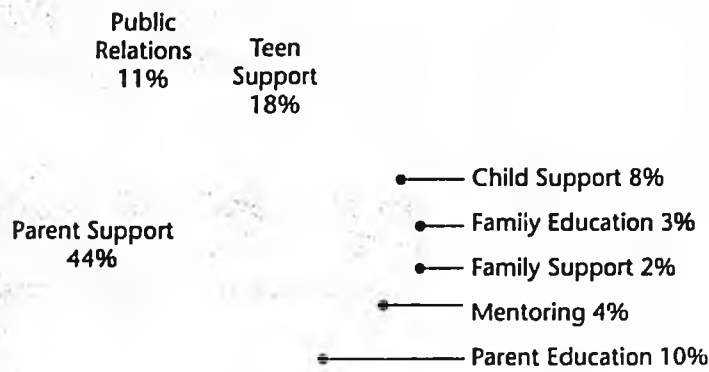 Public
Relations
11%
Teen
Support
18%
Child Support 8%
Family Education 3%
Parent Support
44%
Family Support 2%
Mentoring 4%
Parent Education 10%